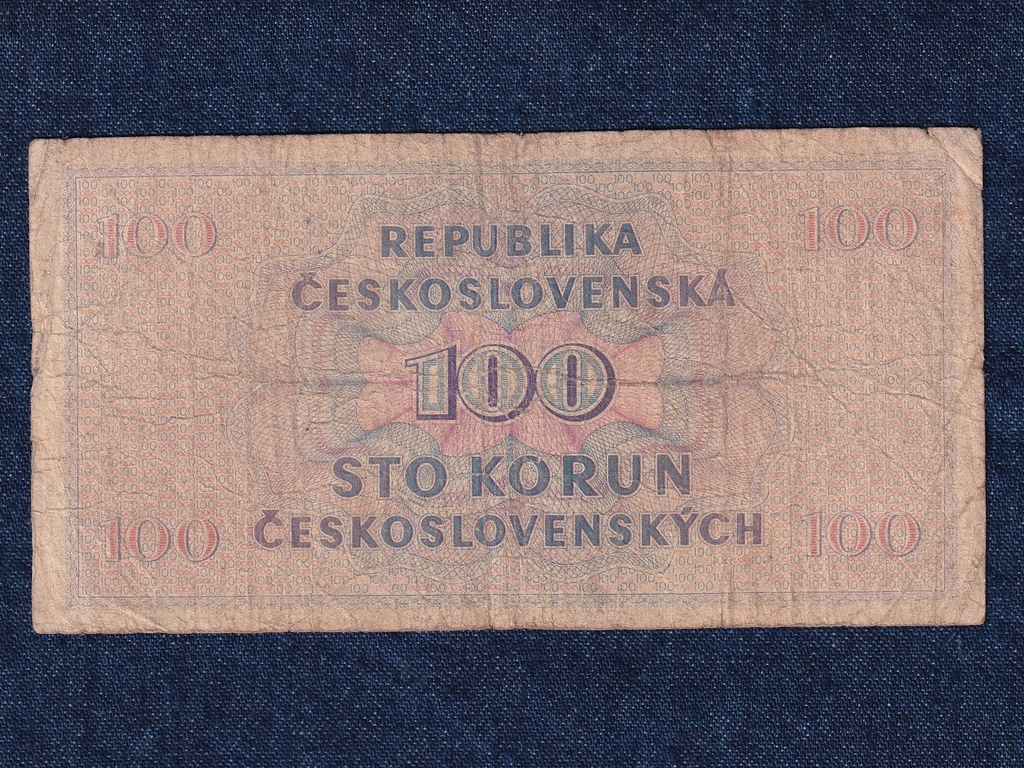 100 100
REPUBLIKA
ČESKOSLOVENSKÁ
100
STO KORUN
ČESKOSLOVENSKÝCH
100 100